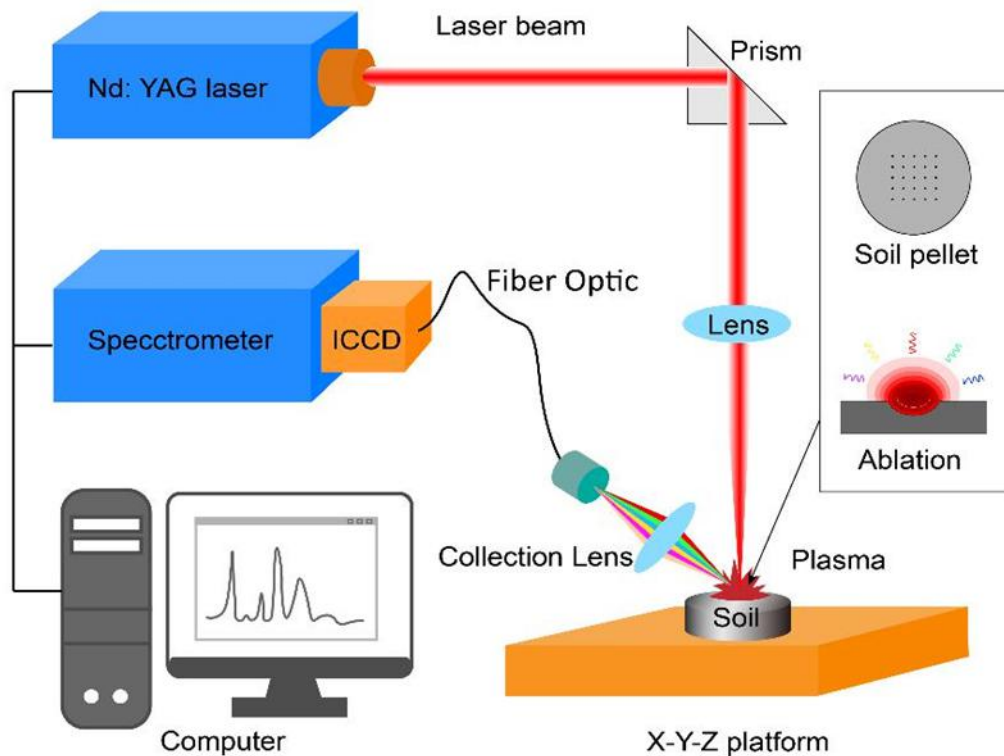 Laser beam
Prism
Nd: YAG laser
Soil pellet
Fiber Optic
Lens
Specctrometer
ICCD
Ablation
Collection Lens
Plasma
Soil
Computer
X-Y-Z platform